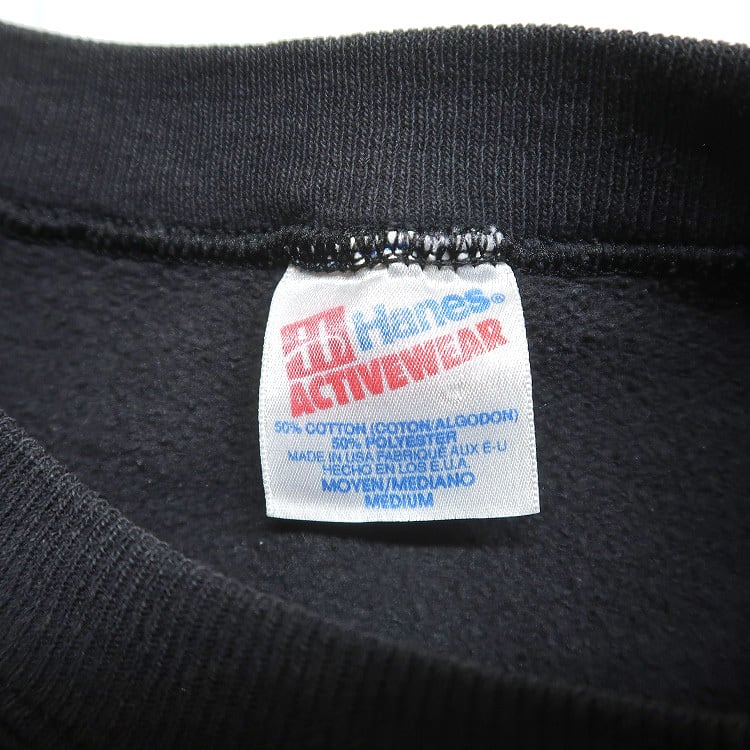 Hanes®
ACTIVEWEAR
50% COTTON (COTON/ALGODON)
50% POLYESTER
MADE IN USA FABRIQUE AUX E-U
HECHO EN LOS E.U.A.
MOYEN/MEDIANO
MEDIUM